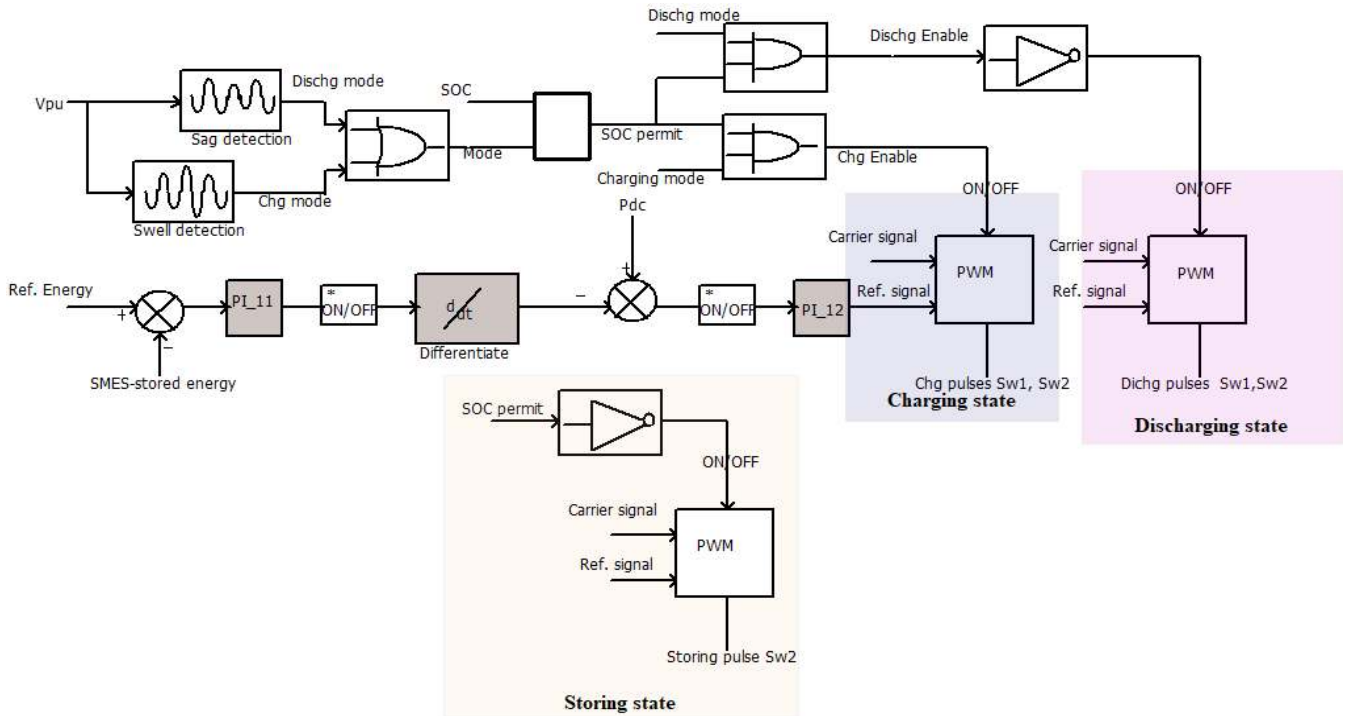 Dischg mode
Dischg Enable
Vpu
Dischg mode
Sag detection
SOC
Mode
SOC permit
Chg Enable
Charging mode
Chg mode
Swell detection
ON/OFF
ON/OFF
Pdc
Carrier signal
PWM
Carrier signal
PWM
Ref. Energy
+
−
PI_11
*
ON/OFF
d
dt
Differentiate
−
+
*
ON/OFF
PI_12
Ref. signal
Ref. signal
SMES-stored energy
Chg pulses Sw1, Sw2
Charging state
Dichg pulses Sw1,Sw2
Discharging state
SOC permit
ON/OFF
Carrier signal
PWM
Ref. signal
Storing pulse Sw2
Storing state